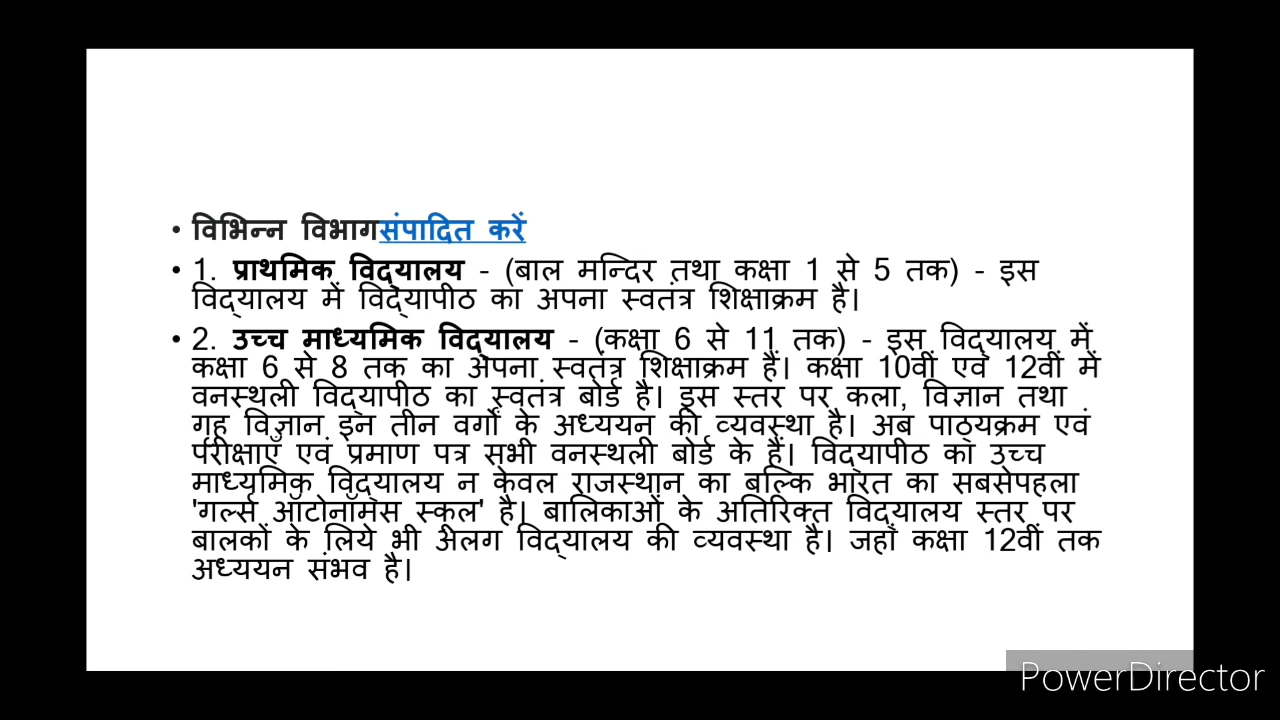 • विभिन्न विभागसंपादित करें
• 1. प्राथमिक विद्यालय - (बाल मन्दिर तथा कक्षा 1 से 5 तक) - इस
विद्यालय में विद्यापीठ का अपना स्वतंत्र शिक्षाक्रम है।
• 2. उच्च माध्यमिक विद्यालय - (कक्षा 6 से 11 तक) - इस विद्यालय में
कक्षा 6 से 8 तक का अपना स्वतंत्र शिक्षाक्रम हैं। कक्षा 10वीं एवं 12वीं में
वनस्थली विद्यापीठ का स्वतंत्र बोर्ड है। इस स्तर पर कला, विज्ञान तथा
गृह विज्ञान इन तीन वर्गों के अध्ययन की व्यवस्था है। अब पाठ्यक्रम एवं
परीक्षाएँ एवं प्रमाण पत्र सभी वनस्थली बोर्ड के हैं। विद्यापीठ का उच्च
माध्यमिक विद्यालय न केवल राजस्थान का बल्कि भारत का सबसेपहला
'गर्ल्स ऑटोनॉमस स्कूल' है। बालिकाओं के अतिरिक्त विद्यालय स्तर पर
बालकों के लिये भी अलग विद्यालय की व्यवस्था है। जहाँ कक्षा 12वीं तक
अध्ययन संभव है।
PowerDirector